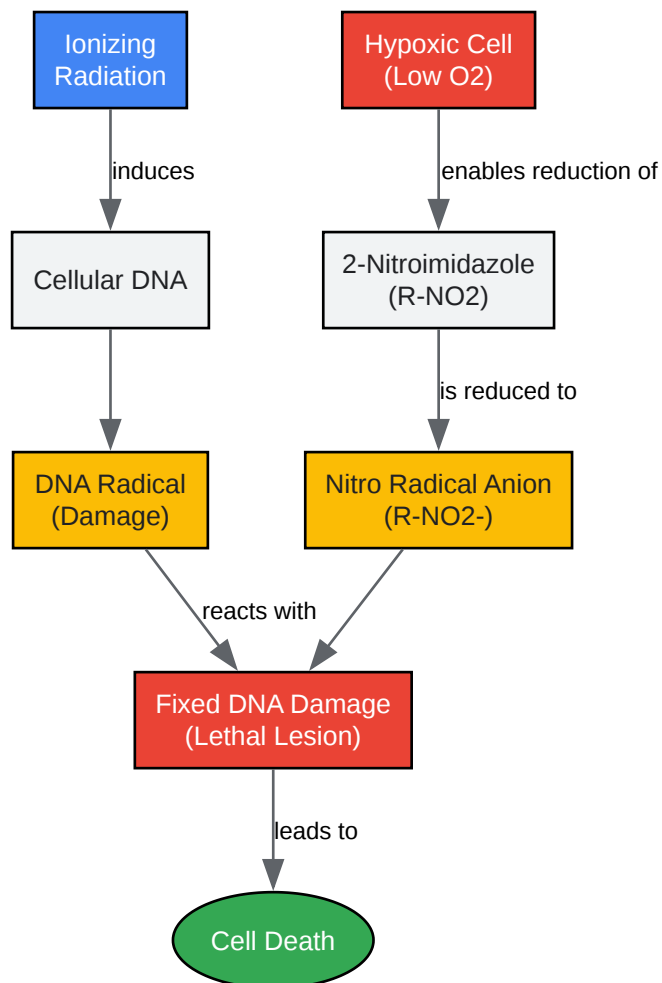 Ionizing
Radiation
Hypoxic Cell
(Low O2)
induces
enables reduction of
Cellular DNA
2-Nitroimidazole
(R-NO2)
is reduced to
DNA Radical
(Damage)
Nitro Radical Anion
(R-NO2-)
reacts with
Fixed DNA Damage
(Lethal Lesion)
leads to
Cell Death